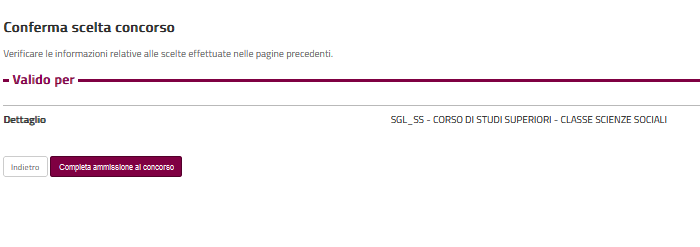 Conferma scelta concorso
Verificare le informazioni relative alle scelte effettuate nelle pagine precedenti.
Valido per
Dettaglio SGL_SS - CORSO DI STUDI SUPERIORI - CLASSE SCIENZE SOCIALI
Indietro Completa ammissione al concorso